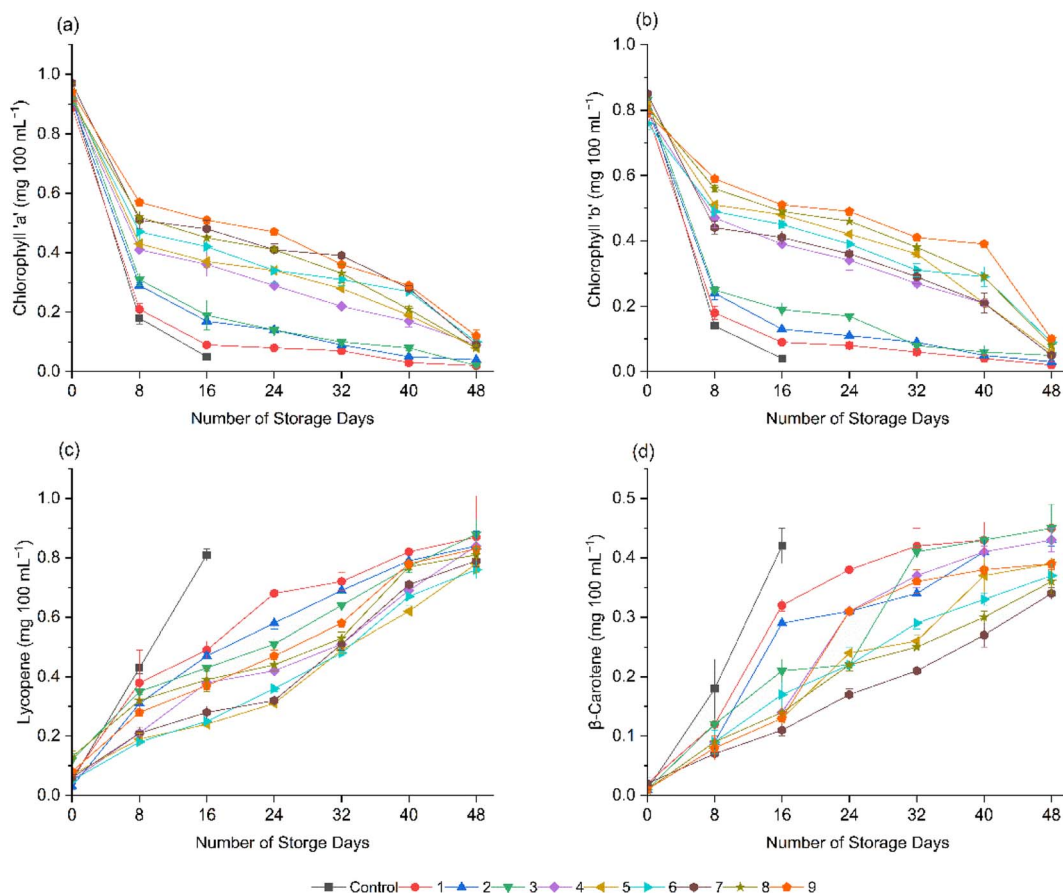 (a)
Chlorophyll 'a' (mg 100 mL⁻¹)
1.0
0.8
0.6
0.4
0.2
0.0
0 8 16 24 32 40 48
Number of Storage Days
(b)
Chlorophyll 'b' (mg 100 mL⁻¹)
1.0
0.8
0.6
0.4
0.2
0.0
0 8 16 24 32 40 48
Number of Storage Days
(c)
Lycopene (mg 100 mL⁻¹)
1.0
0.8
0.6
0.4
0.2
0.0
0 8 16 24 32 40 48
Number of Storge Days
(d)
β-Carotene (mg 100 mL⁻¹)
0.5
0.4
0.3
0.2
0.1
0.0
0 8 16 24 32 40 48
Number of Storage Days
Control 1 2 3 4 5 6 7 8 9